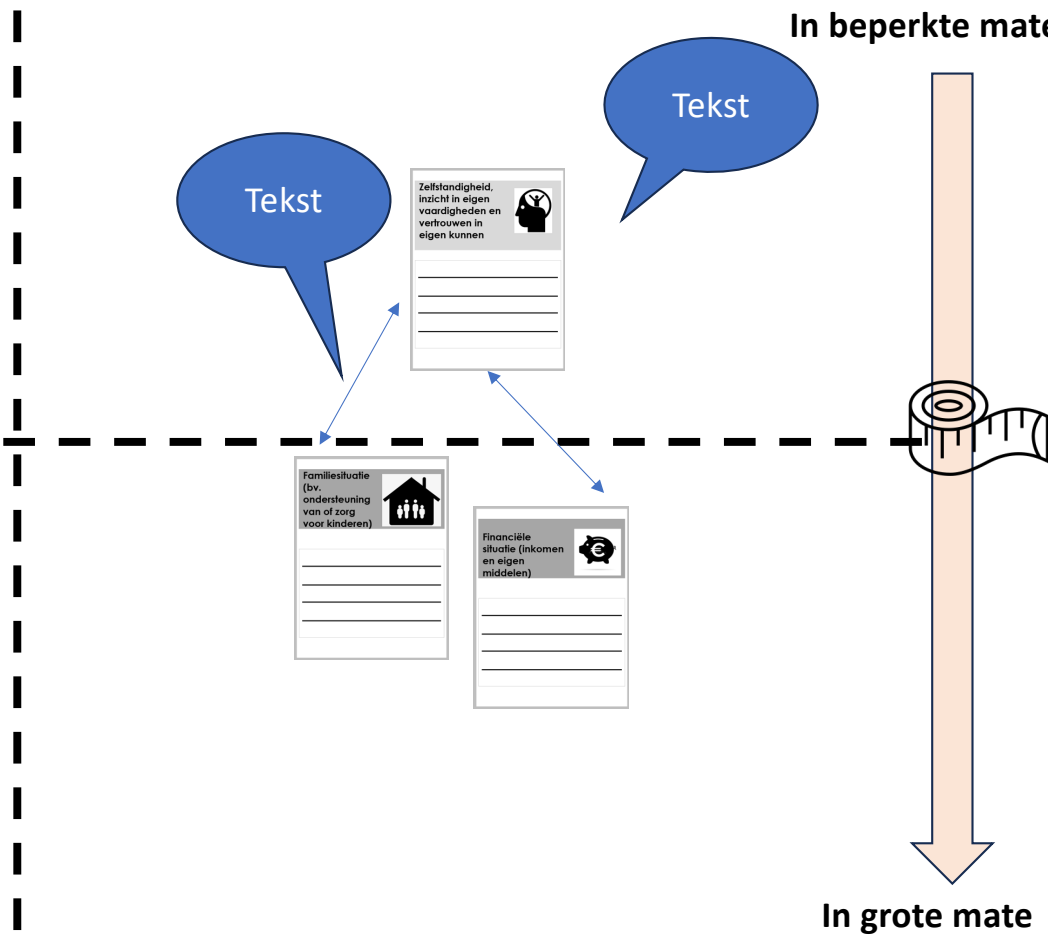 In beperkte mate
Tekst
Tekst
Zelfstandigheid,
inzicht in eigen
vaardigheden en
vertrouwen in
eigen kunnen
Familiesituatie
(bv.
ondersteuning
van of zorg
voor kinderen)
Financiële
situatie (inkomen
en eigen
middelen)
In grote mate